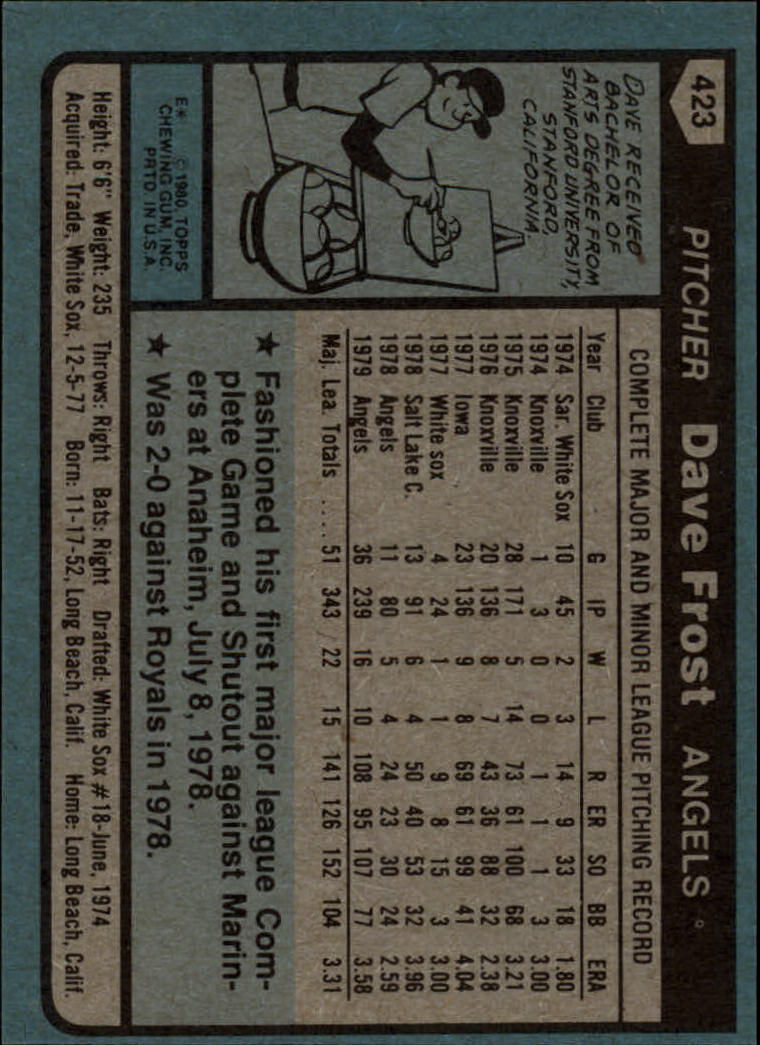 423
PITCHER Dave Frost ANGELS
DAVE RECEIVED
BACHELOR OF
ARTS DEGREE FROM
STANFORD UNIVERSITY,
STANFORD,
CALIFORNIA.
E* © 1980, TOPPS
CHEWING GUM, INC.
PRTD. IN U.S.A.
COMPLETE MAJOR AND MINOR LEAGUE PITCHING RECORD
Year Club G IP W L R ER SO BB ERA
1974 Sar. White Sox 10 45 2 3 14 9 33 18 1.80
1974 Knoxville 1 3 0 0 1 1 1 3 3.00
1975 Knoxville 28 171 5 14 73 61 100 68 3.21
1976 Knoxville 20 136 8 7 43 36 88 32 2.38
1977 Iowa 23 136 9 8 69 61 99 41 4.04
1977 White sox 4 24 1 1 9 8 15 3 3.00
1978 Salt Lake C. 13 91 6 4 50 40 53 32 3.96
1978 Angels 11 80 5 4 24 23 30 24 2.59
1979 Angels 36 239 16 10 108 95 107 77 3.58
Maj. Lea. Totals ..... 51 343 22 15 141 126 152 104 3.31
★ Fashioned his first major league Com-
plete Game and Shutout against Marin-
ers at Anaheim, July 8, 1978.
★ Was 2-0 against Royals in 1978.
Height: 6'6" Weight: 235 Throws: Right Bats: Right Drafted: White Sox #18-June, 1974
Acquired: Trade, White Sox, 12-5-77 Born: 11-17-52, Long Beach, Calif. Home: Long Beach, Calif.